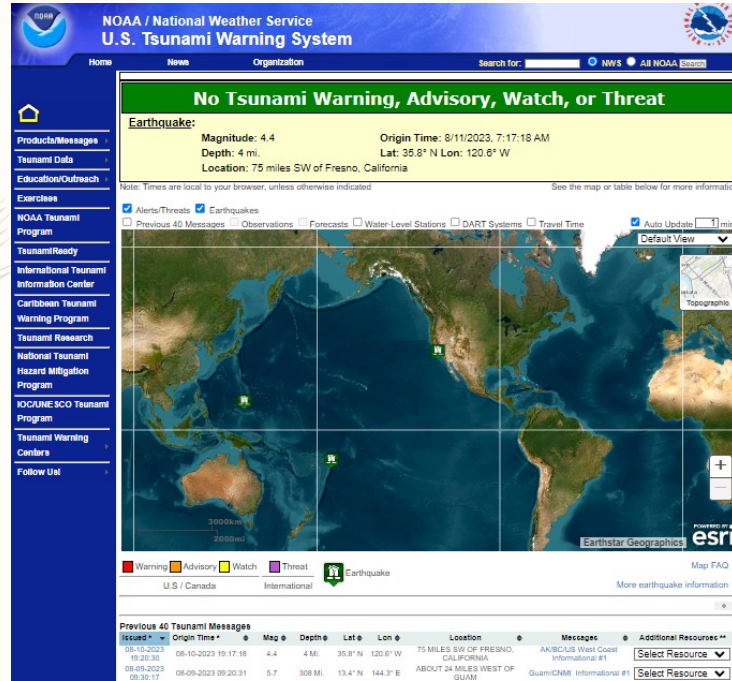 NOAA
NOAA / National Weather Service
U.S. Tsunami Warning System
Home News Organization Search for: NWS All NOAA Search
No Tsunami Warning, Advisory, Watch, or Threat
Earthquake:
Magnitude: 4.4 Origin Time: 8/11/2023, 7:17:18 AM
Depth: 4 mi. Lat: 35.8° N Lon: 120.6° W
Location: 75 miles SW of Fresno, California
Note: Times are local to your browser, unless otherwise indicated See the map or table below for more informatio
Products/Messages
Tsunami Data
Education/Outreach
Exercises
NOAA Tsunami
Program
TsunamiReady
International Tsunami
Information Center
Caribbean Tsunami
Warning Program
Tsunami Research
National Tsunami
Hazard Mitigation
Program
IOC/UNESCO Tsunami
Program
Tsunami Warning
Centers
Follow Us!
Alerts/Threats Earthquakes
Previous 40 Messages Observations Forecasts Water-Level Stations DART Systems Travel Time Auto Update 1 min
Default View
Topographic
+
−
3000km
2000mi
Earthstar Geographics
POWERED BY
esri
Warning Advisory Watch Threat Earthquake
U.S / Canada International
Map FAQ
More earthquake information
Previous 40 Tsunami Messages
Issued * Origin Time * Mag Depth Lat Lon Location Messages Additional Resources **
08-10-2023 19:20:30 08-10-2023 19:17:18 4.4 4 MI. 35.8° N 120.6° W 75 MILES SW OF FRESNO, CALIFORNIA AK/BC/US West Coast Informational #1 Select Resource
08-09-2023 09:30:17 08-09-2023 09:20:31 5.7 308 MI. 13.4° N 144.3° E ABOUT 24 MILES WEST OF GUAM Guam/CNMI Informational #1 Select Resource